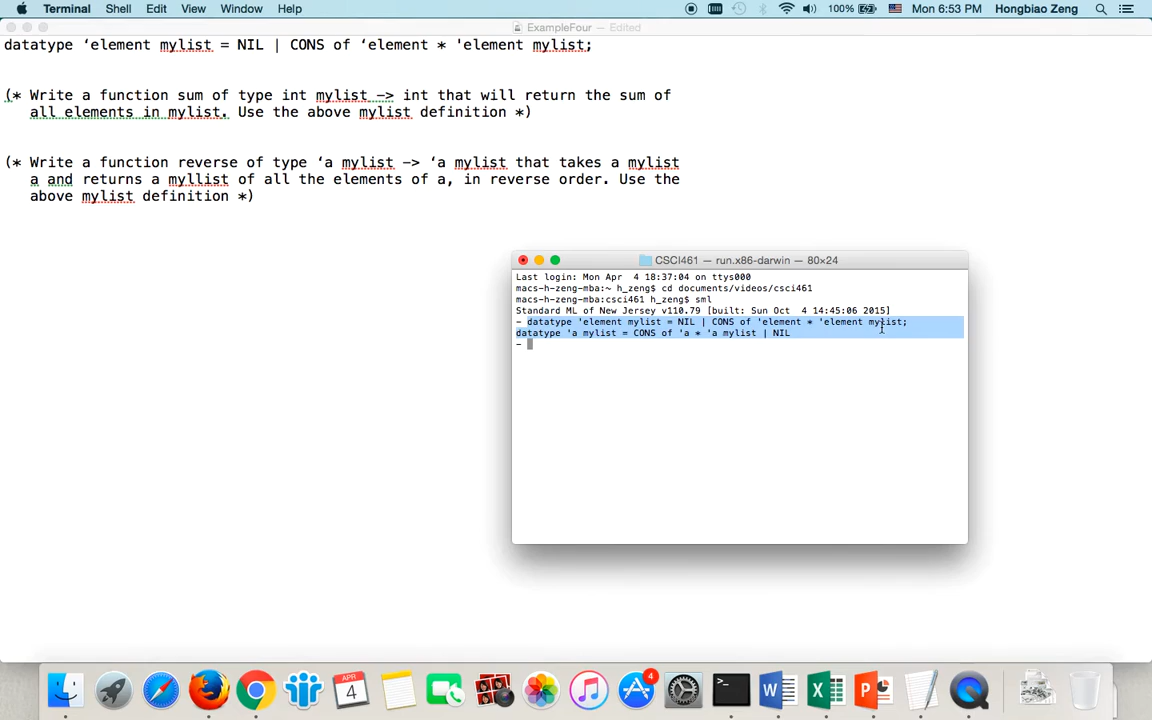 Terminal Shell Edit View Window Help 100% Mon 6:53 PM Hongbiao Zeng
ExampleFour — Edited
datatype ‘element mylist = NIL | CONS of ‘element * 'element mylist;
(* Write a function sum of type int mylist -> int that will return the sum of
all elements in mylist. Use the above mylist definition *)
(* Write a function reverse of type ‘a mylist -> ‘a mylist that takes a mylist
a and returns a myllist of all the elements of a, in reverse order. Use the
above mylist definition *)
CSCI461 — run.x86-darwin — 80×24
Last login: Mon Apr  4 18:37:04 on ttys000
macs-h-zeng-mba:~ h_zeng$ cd documents/videos/csci461
macs-h-zeng-mba:csci461 h_zeng$ sml
Standard ML of New Jersey v110.79 [built: Sun Oct  4 14:45:06 2015]
- datatype 'element mylist = NIL | CONS of 'element * 'element mylist;
datatype 'a mylist = CONS of 'a * 'a mylist | NIL
-
APR
4
4
>_
W
X
P